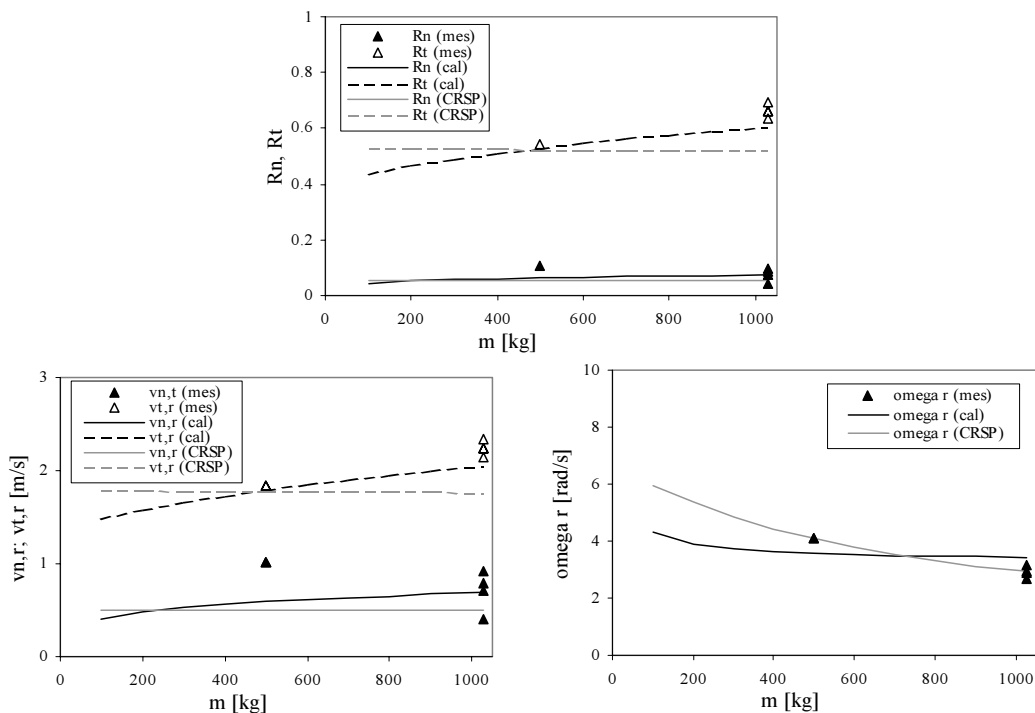 Rn, Rt
1
0.8
0.6
0.4
0.2
0
Rn (mes)
Rt (mes)
Rn (cal)
Rt (cal)
Rn (CRSP)
Rt (CRSP)
0 200 400 600 800 1000
m [kg]
vn,r; vt,r [m/s]
3
2
1
0
vn,t (mes)
vt,r (mes)
vn,r (cal)
vt,r (cal)
vn,r (CRSP)
vt,r (CRSP)
0 200 400 600 800 1000
m [kg]
omega r [rad/s]
10
8
6
4
2
0
omega r (mes)
omega r (cal)
omega r (CRSP)
0 200 400 600 800 1000
m [kg]